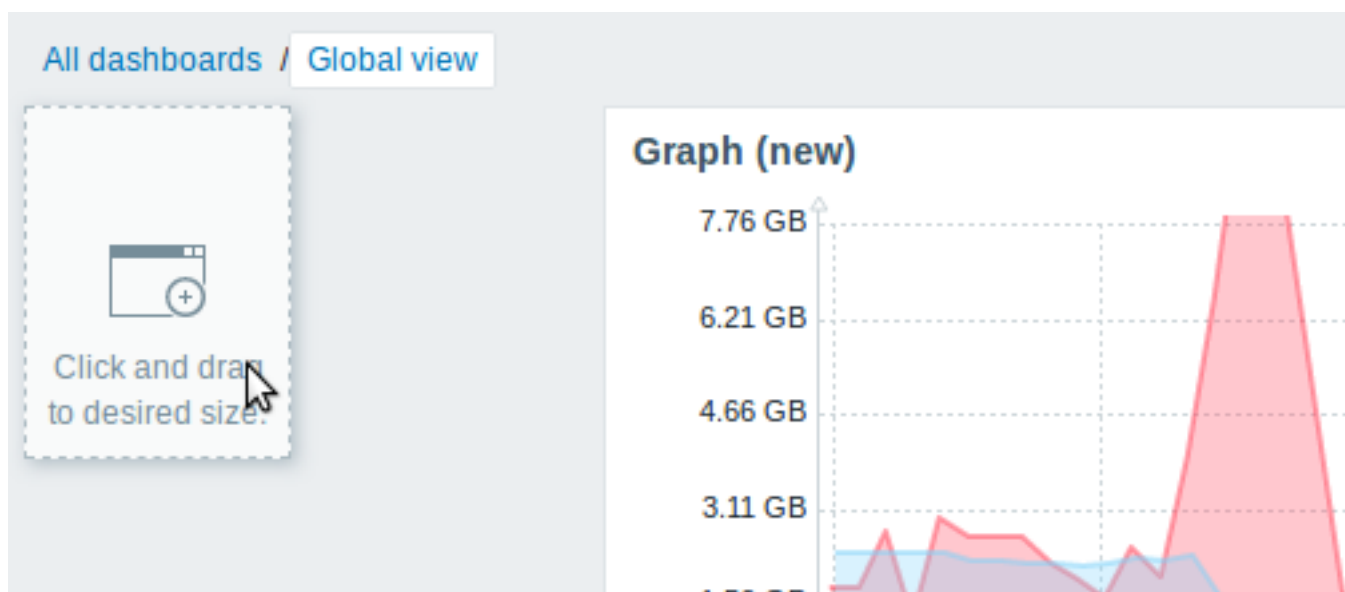 All dashboards / Global view
Click and drag
to desired size.
Graph (new)
7.76 GB
6.21 GB
4.66 GB
3.11 GB